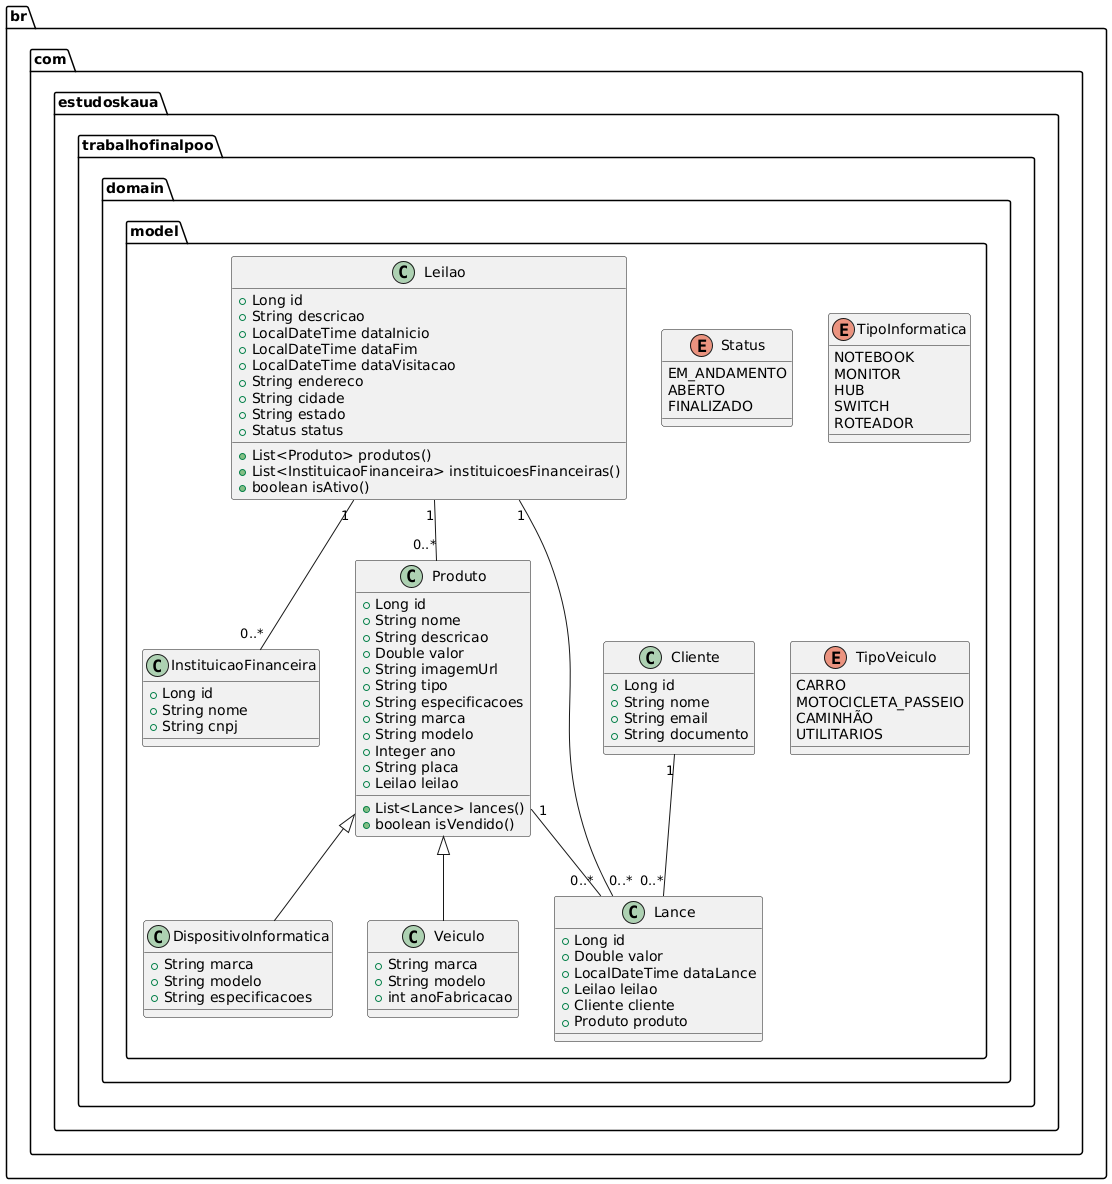 br
com
estudoskaua
trabalhofinalpoo
domain
model
C Leilao
Long id
String descricao
LocalDateTime dataInicio
LocalDateTime dataFim
LocalDateTime dataVisitacao
String endereco
String cidade
String estado
Status status
List<Produto> produtos()
List<InstituicaoFinanceira> instituicoesFinanceiras()
boolean isAtivo()
E Status
EM_ANDAMENTO
ABERTO
FINALIZADO
E TipoInformatica
NOTEBOOK
MONITOR
HUB
SWITCH
ROTEADOR
1
1
1
0..*
0..*
C Produto
Long id
String nome
String descricao
Double valor
String imagemUrl
String tipo
String especificacoes
String marca
String modelo
Integer ano
String placa
Leilao leilao
List<Lance> lances()
boolean isVendido()
C InstituicaoFinanceira
Long id
String nome
String cnpj
C Cliente
Long id
String nome
String email
String documento
E TipoVeiculo
CARRO
MOTOCICLETA_PASSEIO
CAMINHÃO
UTILITARIOS
1
1
0..*
0..*
0..*
C DispositivoInformatica
String marca
String modelo
String especificacoes
C Veiculo
String marca
String modelo
int anoFabricacao
C Lance
Long id
Double valor
LocalDateTime dataLance
Leilao leilao
Cliente cliente
Produto produto